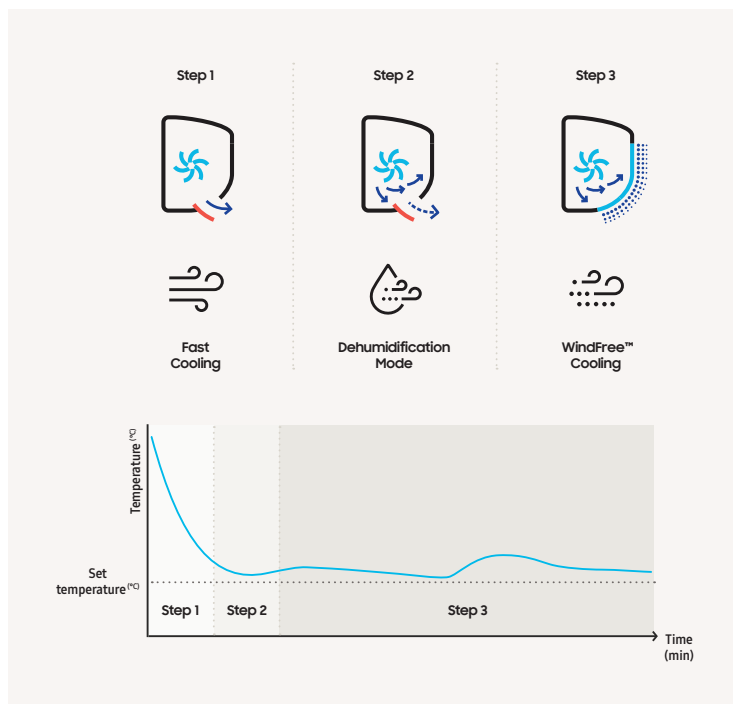 Step 1
Step 2
Step 3
Fast
Cooling
Dehumidification
Mode
WindFree™
Cooling
Temperature (°C)
Set
temperature(°C)
Step 1
Step 2
Step 3
Time
(min)